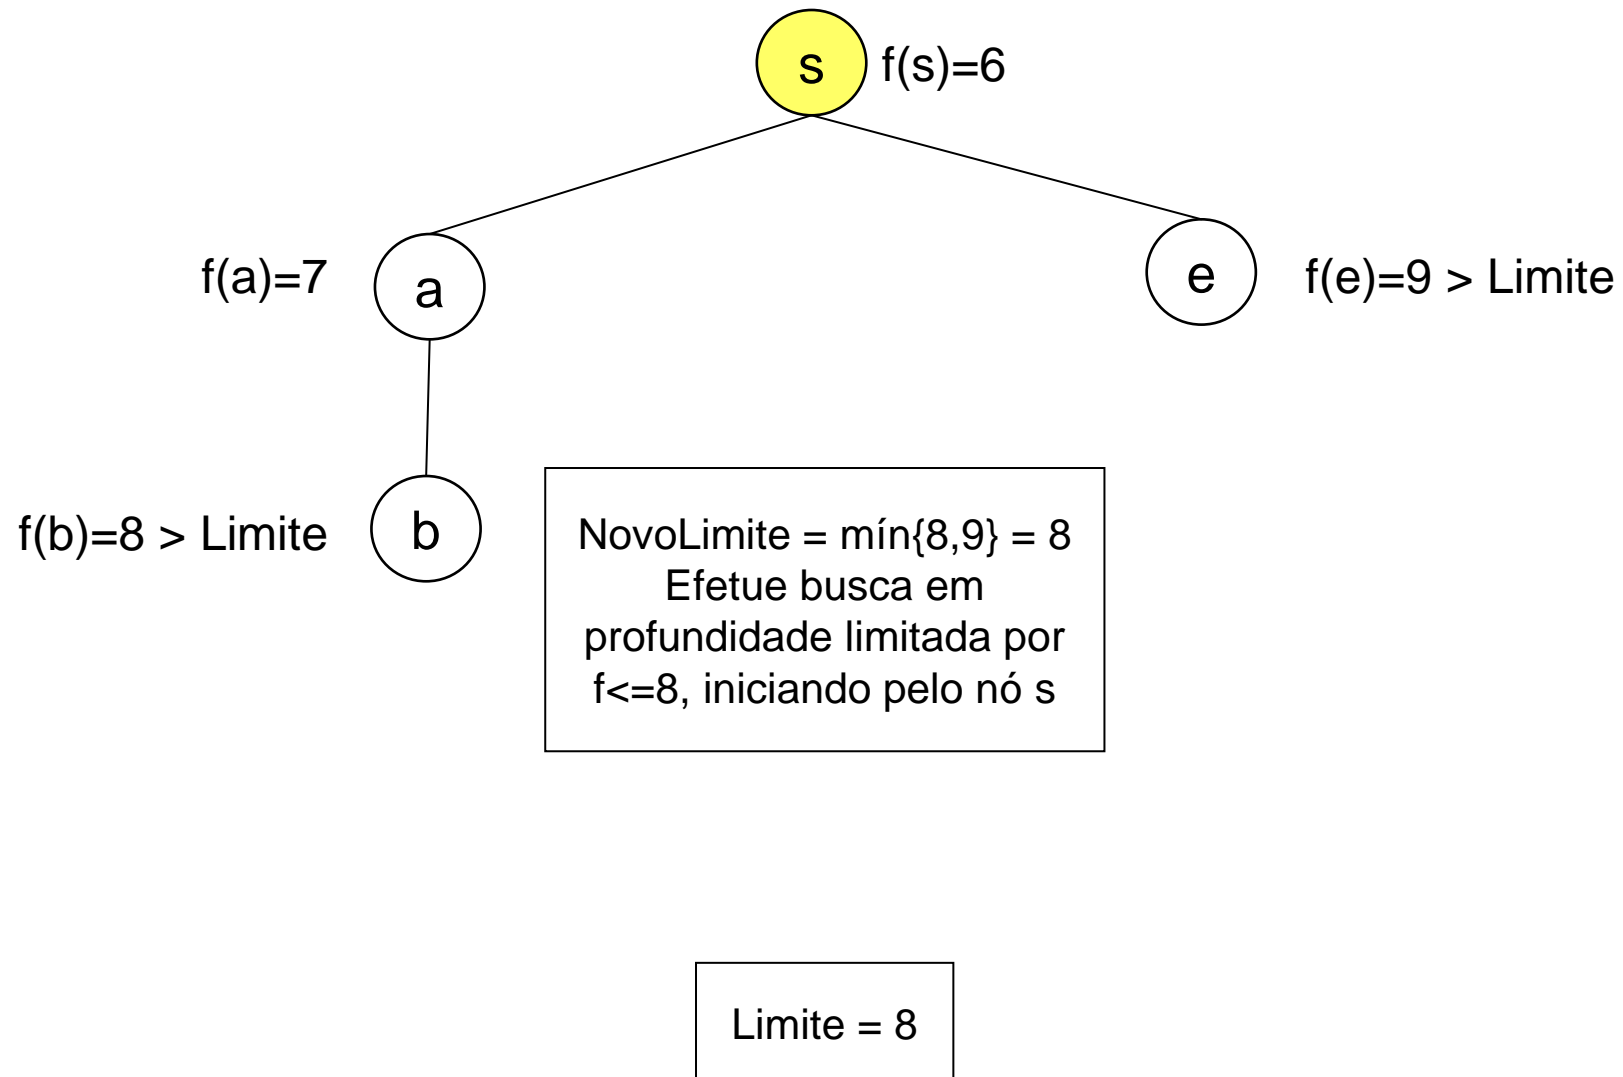 s f(s)=6
f(a)=7 a e f(e)=9 > Limite
f(b)=8 > Limite b
NovoLimite = mín{8,9} = 8
Efetue busca em
profundidade limitada por
f<=8, iniciando pelo nó s
Limite = 8